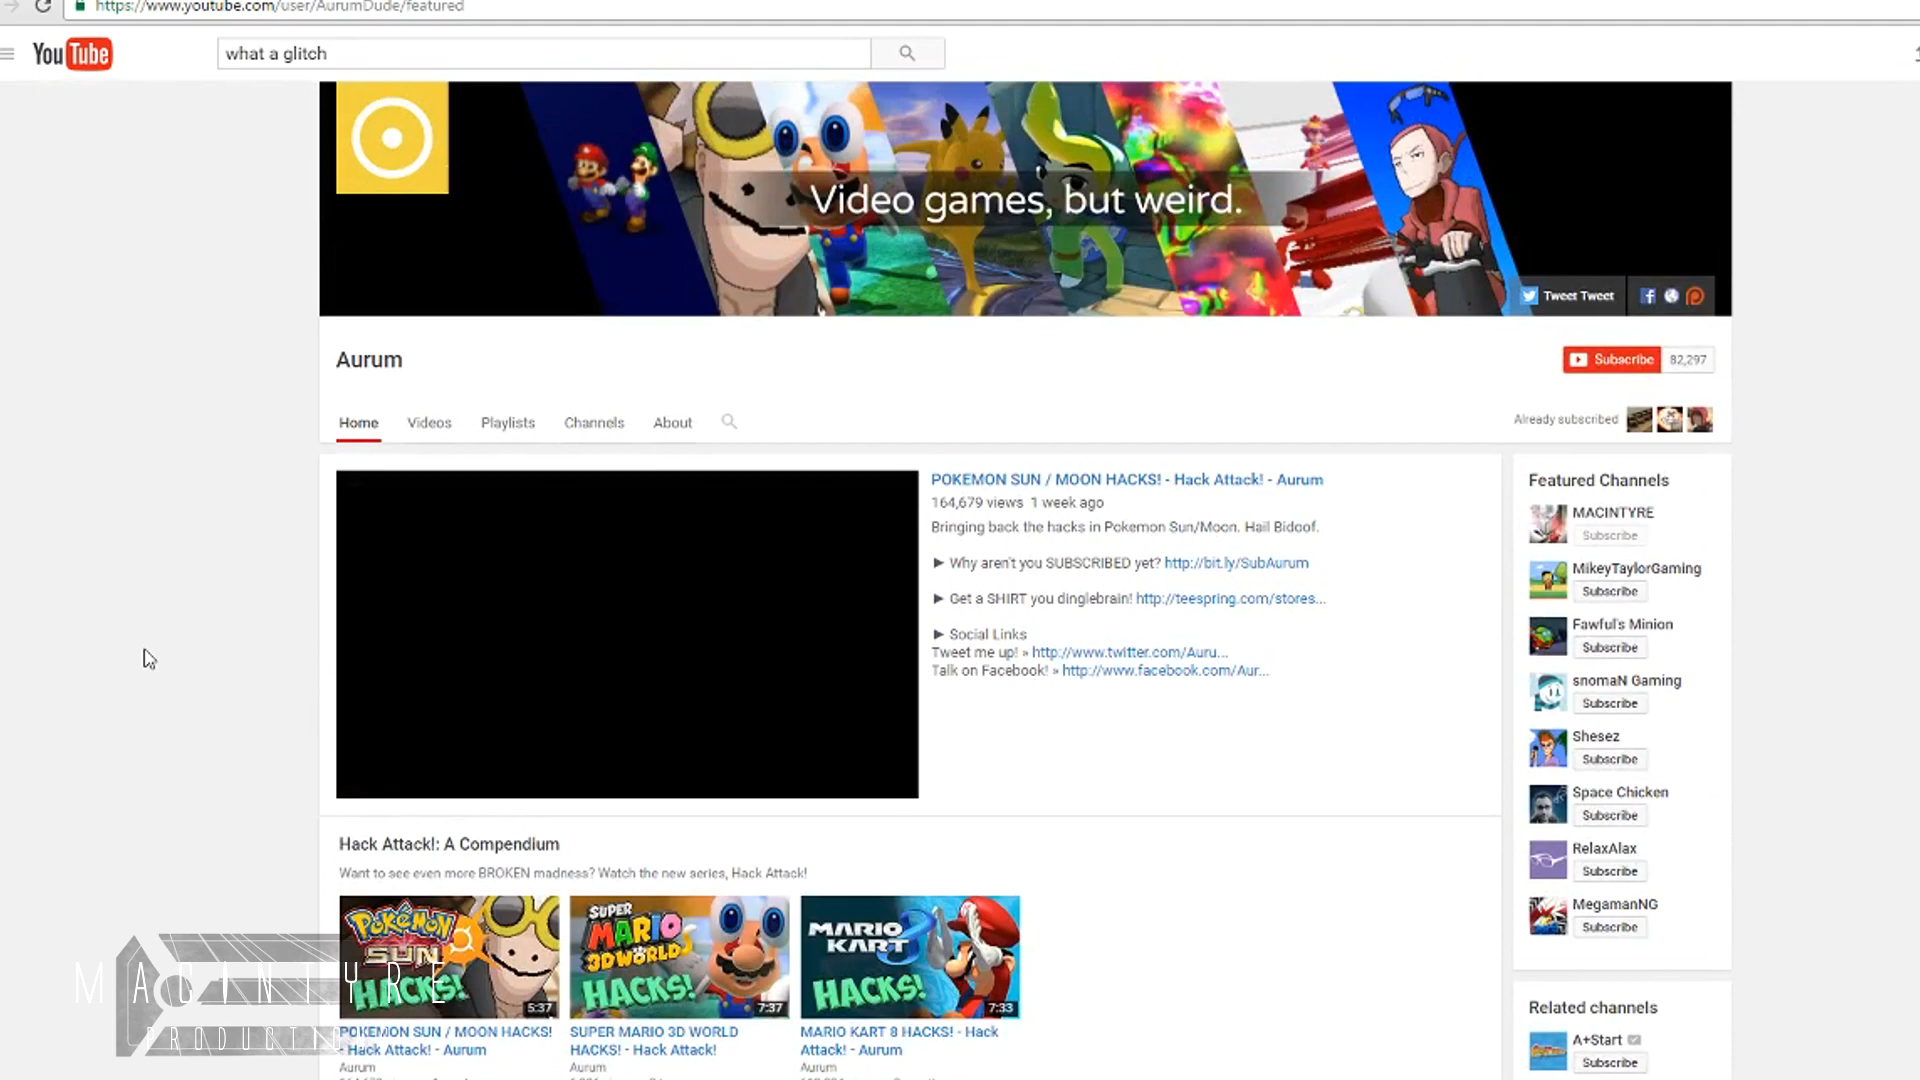 https://www.youtube.com/user/AurumDude/featured
YouTube
what a glitch
Video games, but weird.
Tweet Tweet
Aurum
Subscribe 82,297
Home Videos Playlists Channels About
Already subscribed
POKEMON SUN / MOON HACKS! - Hack Attack! - Aurum
164,679 views 1 week ago
Bringing back the hacks in Pokemon Sun/Moon. Hail Bidoof.
► Why aren't you SUBSCRIBED yet? http://bit.ly/SubAurum
► Get a SHIRT you dinglebrain! http://teespring.com/stores...
► Social Links
Tweet me up! » http://www.twitter.com/Auru...
Talk on Facebook! » http://www.facebook.com/Aur...
Featured Channels
MACINTYRE
Subscribe
MikeyTaylorGaming
Subscribe
Fawful's Minion
Subscribe
snomaN Gaming
Subscribe
Shesez
Subscribe
Space Chicken
Subscribe
RelaxAlax
Subscribe
MegamanNG
Subscribe
Related channels
A+Start
Subscribe
Hack Attack!: A Compendium
Want to see even more BROKEN madness? Watch the new series, Hack Attack!
POKéMON SUN HACKS! 5:37
SUPER MARIO 3D WORLD HACKS! 7:37
MARIO KART 8 HACKS! 7:33
POKEMON SUN / MOON HACKS!
- Hack Attack! - Aurum
Aurum
SUPER MARIO 3D WORLD
HACKS! - Hack Attack!
Aurum
MARIO KART 8 HACKS! - Hack
Attack! - Aurum
Aurum
MACINTYRE